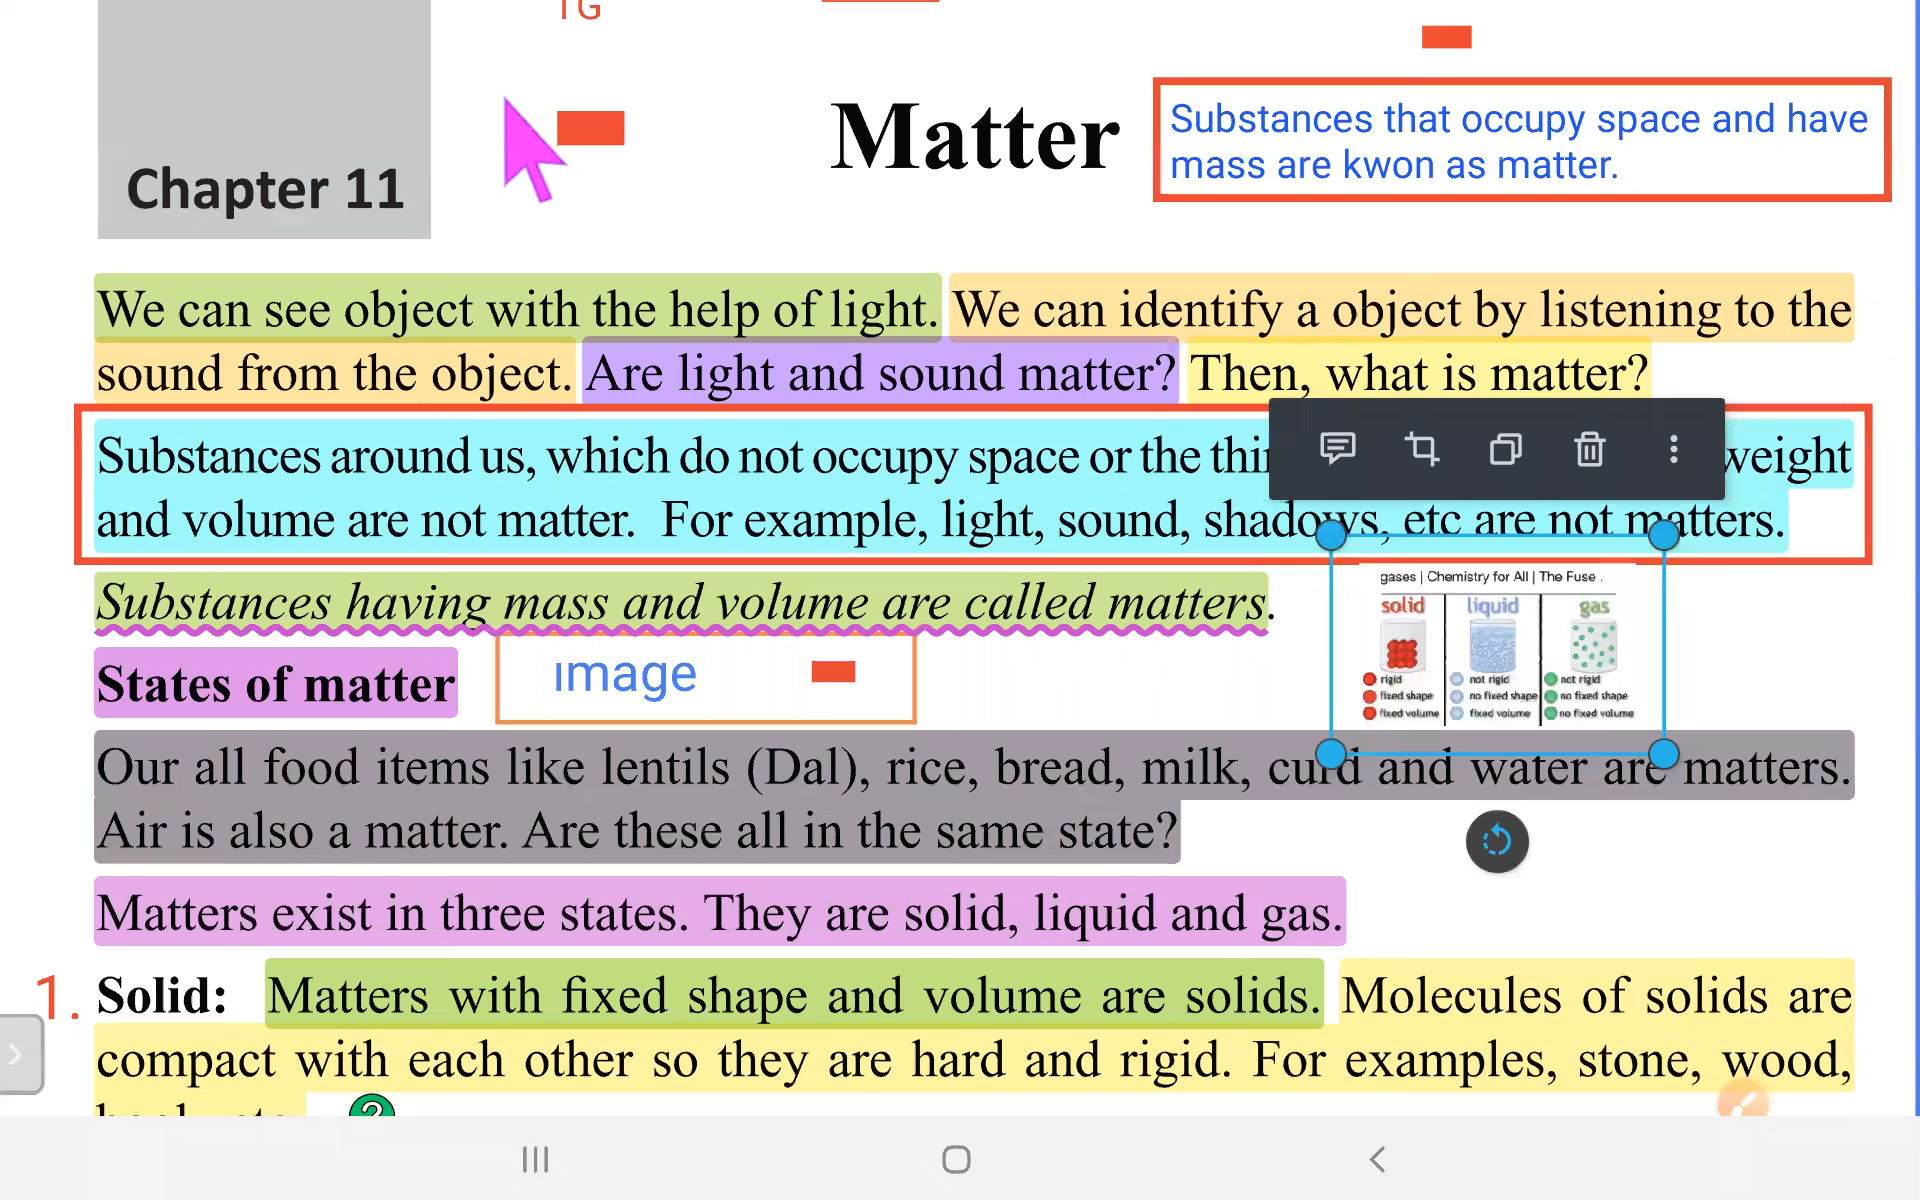 TG
Chapter 11
Matter
Substances that occupy space and have
mass are kwon as matter.
We can see object with the help of light. We can identify a object by listening to the
sound from the object. Are light and sound matter? Then, what is matter?
Substances around us, which do not occupy space or the weight
and volume are not matter. For example, light, sound, shadows, etc are not matters.
Substances having mass and volume are called matters.
gases | Chemistry for All | The Fuse .
solid liquid gas
rigid not rigid not rigid
fixed shape no fixed shape no fixed shape
fixed volume fixed volume no fixed volume
States of matter
image
Our all food items like lentils (Dal), rice, bread, milk, curd and water are matters.
Air is also a matter. Are these all in the same state?
Matters exist in three states. They are solid, liquid and gas.
1. Solid: Matters with fixed shape and volume are solids. Molecules of solids are
compact with each other so they are hard and rigid. For examples, stone, wood,